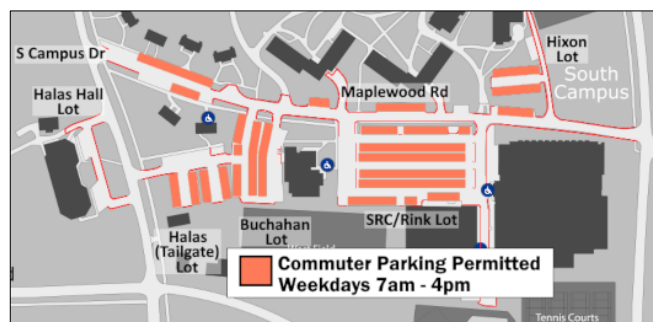 S Campus Dr
Hixon
Lot
South
Campus
Halas Hall
Lot
Maplewood Rd
Halas
(Tailgate)
Lot
Buchahan
Lot
SRC/Rink Lot
Commuter Parking Permitted
Weekdays 7am - 4pm
Tennis Courts